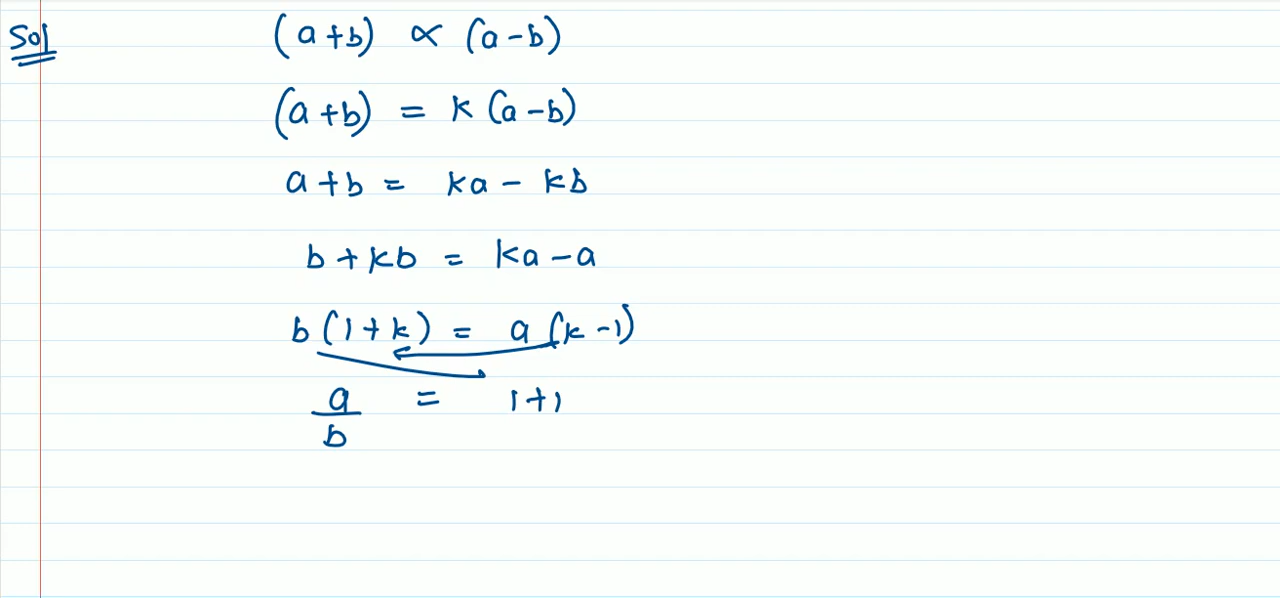 Sol (a+b) ∝ (a-b)
(a+b) = k (a-b)
a+b = ka - kb
b+kb = ka-a
b(1+k) = a(k-1)
a/b = 1+1